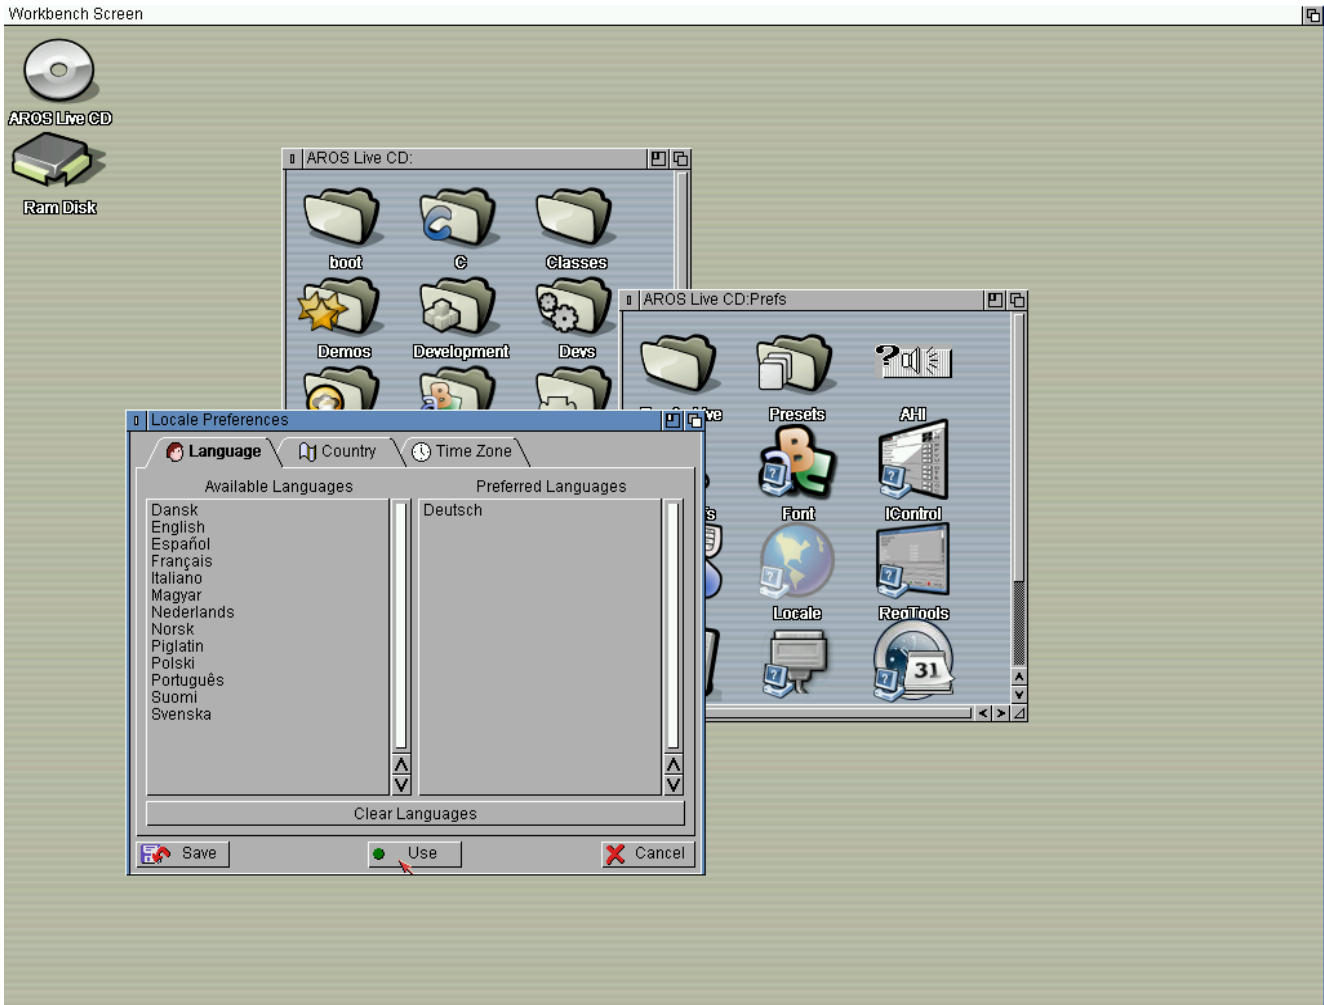 Workbench Screen
AROS Live CD
Ram Disk
AROS Live CD:
boot
C
Classes
Demos
Development
Devs
AROS Live CD:Prefs
Presets
AHI
Font
IControl
Locale
RegTools
31
Locale Preferences
Language
Country
Time Zone
Available Languages
Preferred Languages
Dansk
English
Español
Français
Italiano
Magyar
Nederlands
Norsk
Piglatin
Polski
Português
Suomi
Svenska
Deutsch
Clear Languages
Save
Use
Cancel